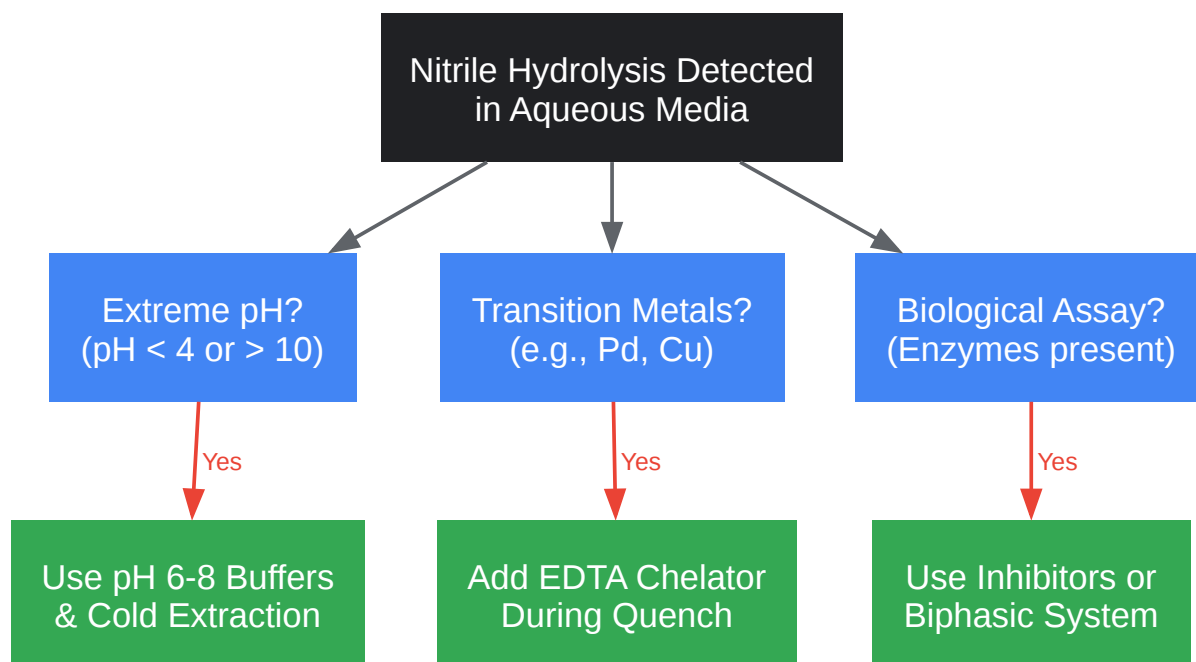 Nitrile Hydrolysis Detected
in Aqueous Media
Extreme pH?
(pH < 4 or > 10)
Transition Metals?
(e.g., Pd, Cu)
Biological Assay?
(Enzymes present)
Yes
Yes
Yes
Use pH 6-8 Buffers
& Cold Extraction
Add EDTA Chelator
During Quench
Use Inhibitors or
Biphasic System